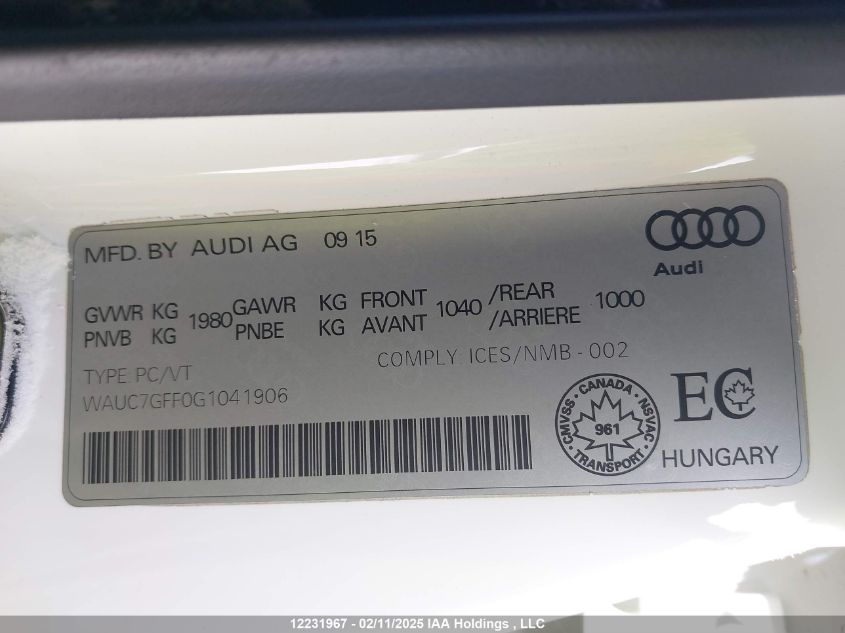 MFD. BY AUDI AG 09 15
Audi
GVWR KG 1980 GAWR KG FRONT 1040 /REAR 1000
PNVB KG PNBE KG AVANT /ARRIERE
COMPLY ICES/NMB - 002
TYPE: PC/VT
WAUC7GFF0G1041906
CANADA
CMVSS - NSVAC
961
TRANSPORT
EC
HUNGARY
12231967 - 02/11/2025 IAA Holdings , LLC